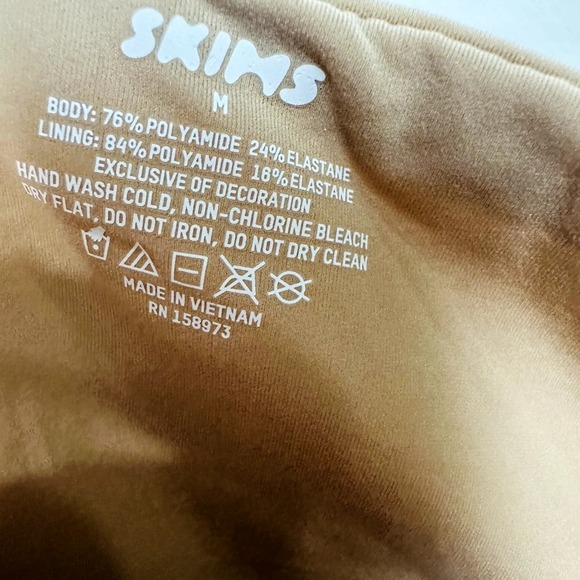 SKIMS
M
BODY: 76% POLYAMIDE 24% ELASTANE
LINING: 84% POLYAMIDE 16% ELASTANE
EXCLUSIVE OF DECORATION
HAND WASH COLD, NON-CHLORINE BLEACH
DRY FLAT, DO NOT IRON, DO NOT DRY CLEAN
MADE IN VIETNAM
RN 158973